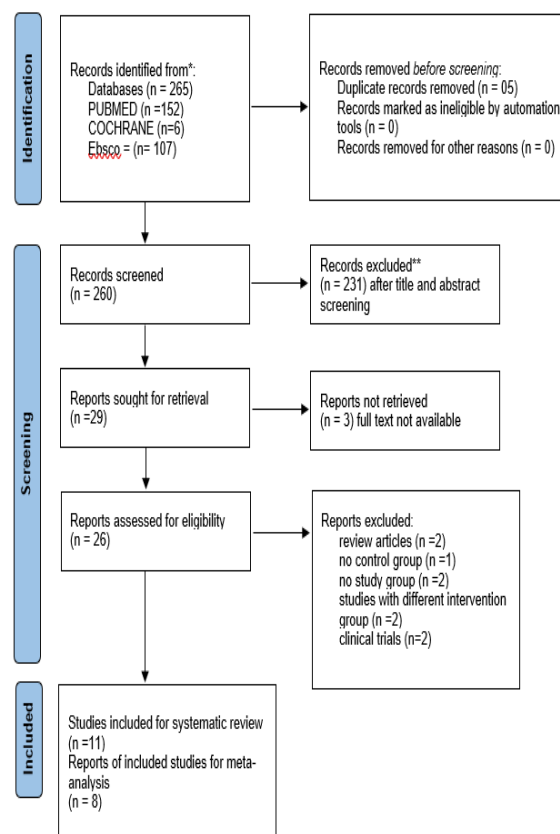 Identification
Records identified from*:
Databases (n = 265)
PUBMED (n =152)
COCHRANE (n=6)
Ebsco = (n= 107)
Records removed before screening:
Duplicate records removed (n = 05)
Records marked as ineligible by automation
tools (n = 0)
Records removed for other reasons (n = 0)
Screening
Records screened
(n = 260)
Records excluded**
(n = 231) after title and abstract
screening
Reports sought for retrieval
(n =29)
Reports not retrieved
(n = 3) full text not available
Reports assessed for eligibility
(n = 26)
Reports excluded:
review articles (n =2)
no control group (n =1)
no study group (n =2)
studies with different intervention
group (n =2)
clinical trials (n=2)
Included
Studies included for systematic review
(n =11)
Reports of included studies for meta-
analysis
(n = 8)